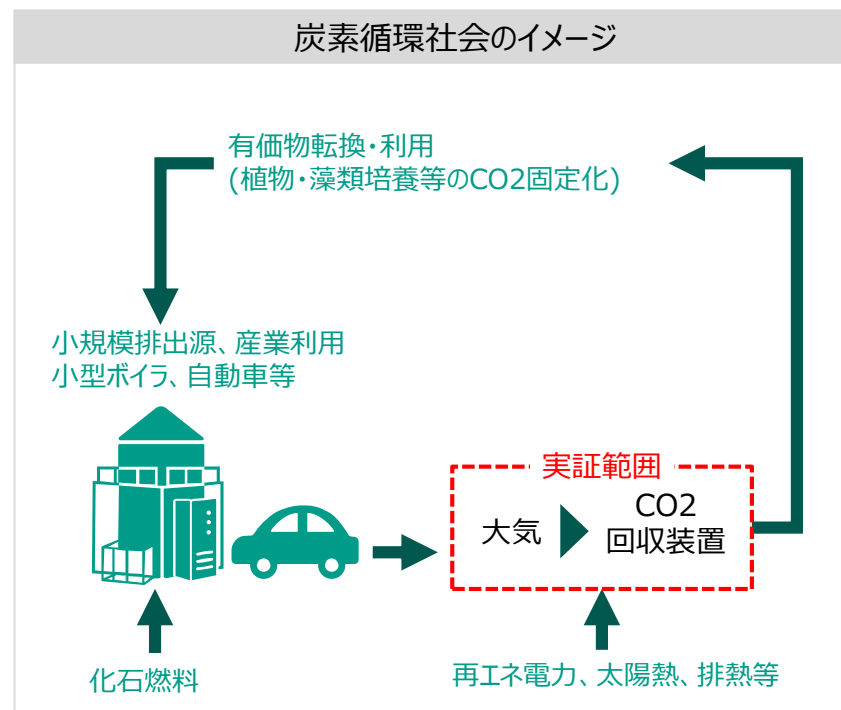 炭素循環社会のイメージ
有価物転換・利用
(植物・藻類培養等のCO2固定化)
小規模排出源、産業利用
小型ボイラ、自動車等
実証範囲
大気
CO2
回収装置
化石燃料
再エネ電力、太陽熱、排熱等